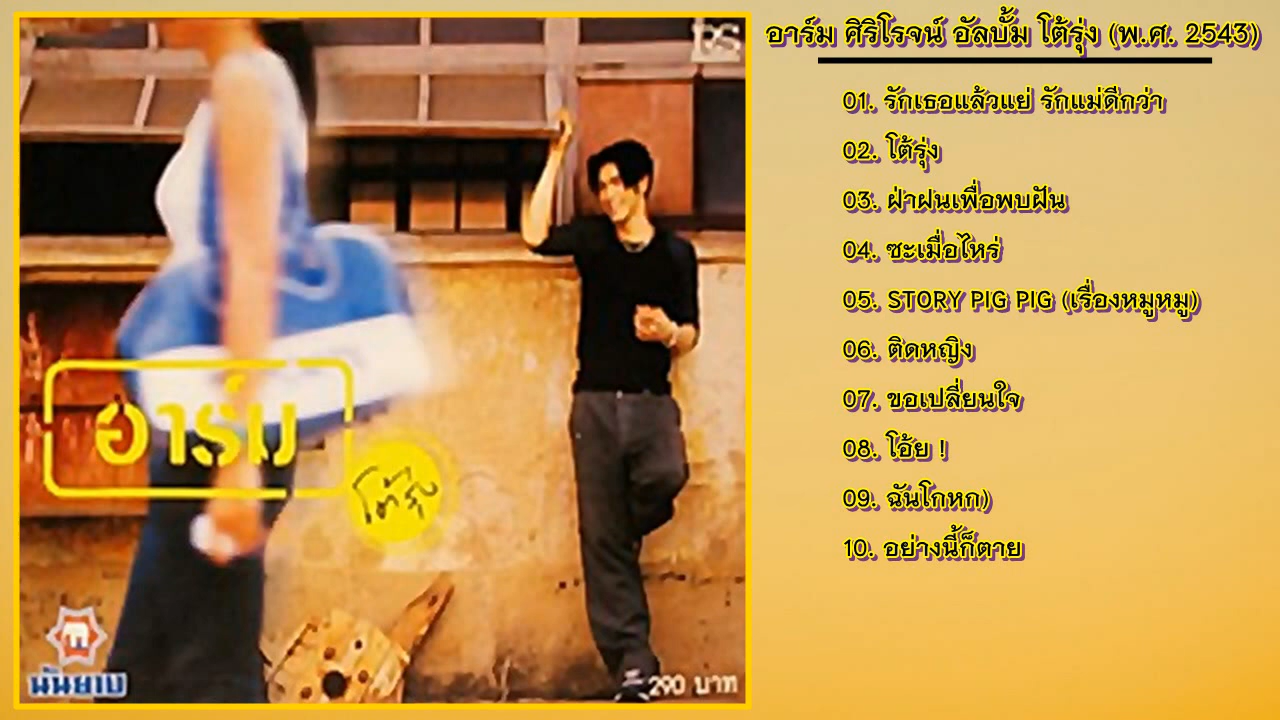 อาร์ม ศิริโรจน์ อัลบั้ม โต้รุ่ง (พ.ศ. 2543)
01. รักเธอแล้วแย่ รักแม่ดีกว่า
02. โต้รุ่ง
03. ฝ่าฝนเพื่อพบฝัน
04. ซะเมื่อไหร่
05. STORY PIG PIG (เรื่องหมูหมู)
06. ติดหญิง
07. ขอเปลี่ยนใจ
08. โอ้ย !
09. ฉันโกหก)
10. อย่างนี้ก็ตาย
RS
อาร์ม
โต้รุ่ง
นันยาง
290 บาท